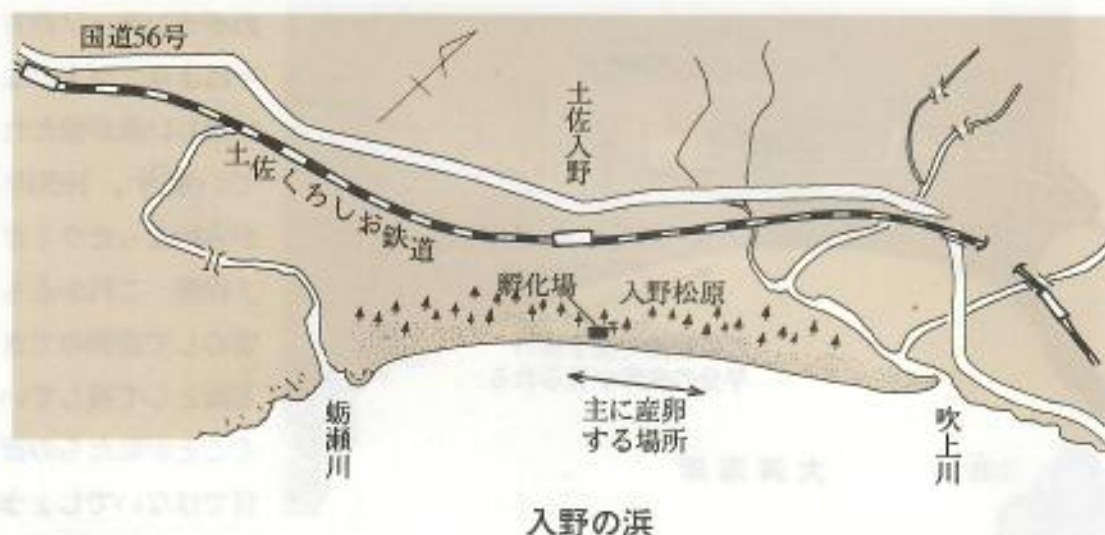 国道56号
土佐入野
土佐くろしお鉄道
孵化場
入野松原
主に産卵
する場所
蛎瀬川
吹上川
入野の浜